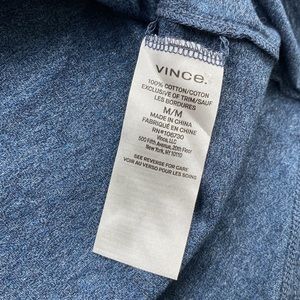 VINCE.
100% COTTON/COTON
EXCLUSIVE OF TRIM/SAUF
LES BORDURES
M/M
MADE IN CHINA
FABRIQUÉ EN CHINE
RN#106730
Vince, LLC
500 Fifth Avenue, 20th Floor
New York, NY 10110
SEE REVERSE FOR CARE
VOIR AU VERSO POUR LES SOINS